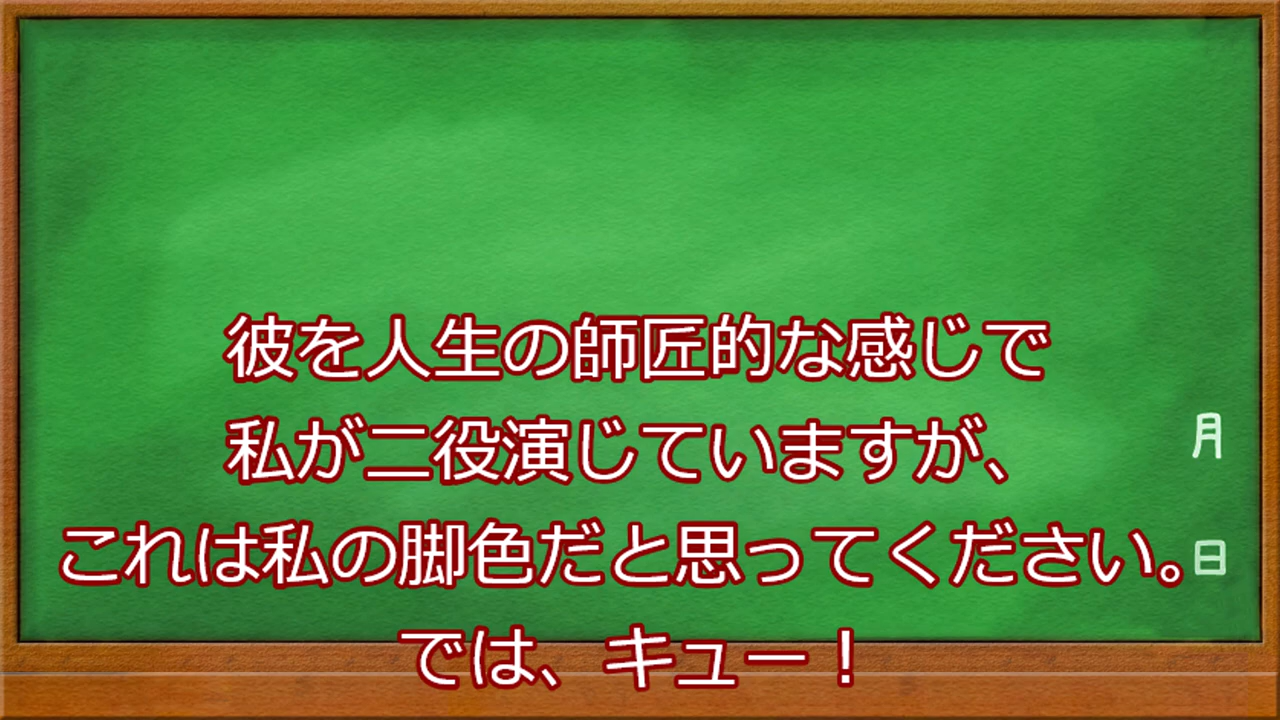 彼を人生の師匠的な感じで
私が二役演じていますが、
これは私の脚色だと思ってください。
では、キュー！
月
日